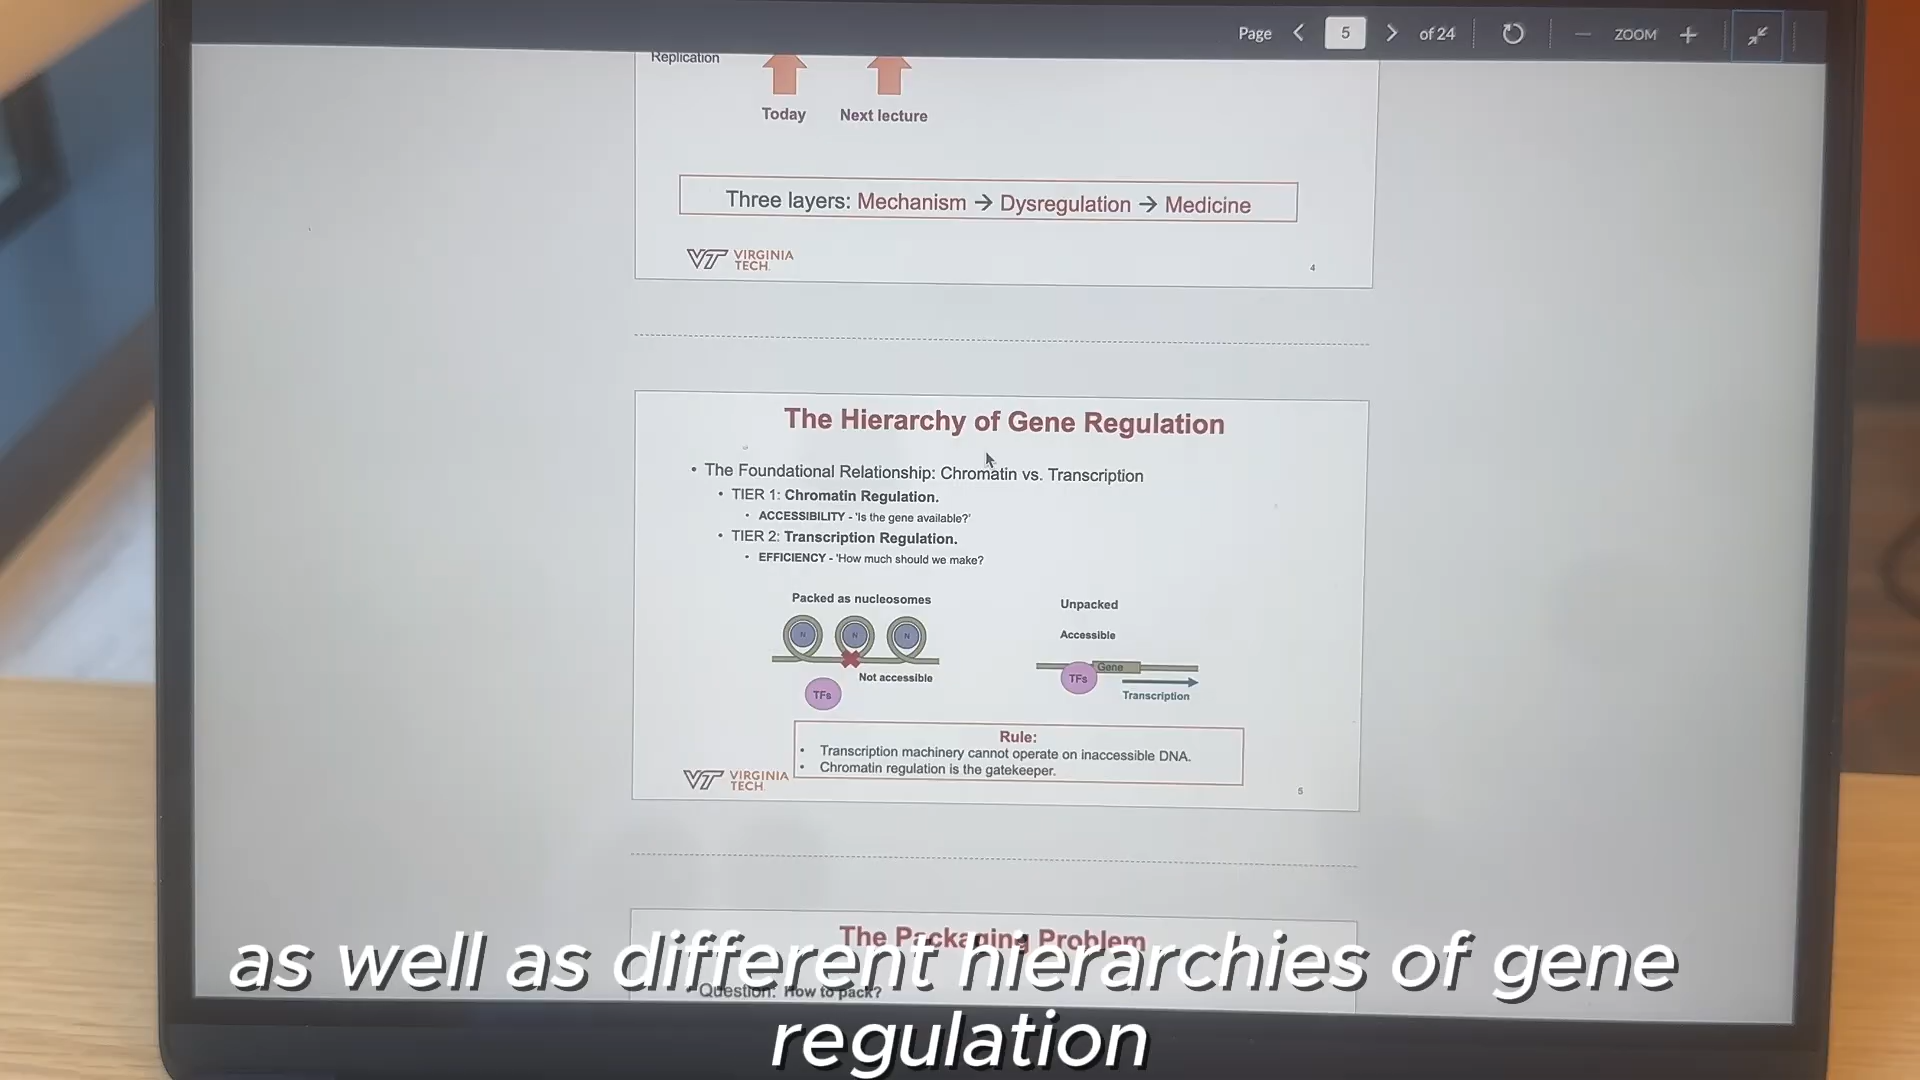 Page 5 of 24 ZOOM
Replication
Today Next lecture
Three layers: Mechanism → Dysregulation → Medicine
VT VIRGINIA
TECH
4
The Hierarchy of Gene Regulation
• The Foundational Relationship: Chromatin vs. Transcription
• TIER 1: Chromatin Regulation.
• ACCESSIBILITY - 'Is the gene available?'
• TIER 2: Transcription Regulation.
• EFFICIENCY - 'How much should we make?
Packed as nucleosomes
N N N
Not accessible
TFs
Unpacked
Accessible
Gene
TFs
Transcription
Rule:
• Transcription machinery cannot operate on inaccessible DNA.
• Chromatin regulation is the gatekeeper.
VT VIRGINIA
TECH
5
The Packaging Problem
Question: How to pack?
as well as different hierarchies of gene
regulation